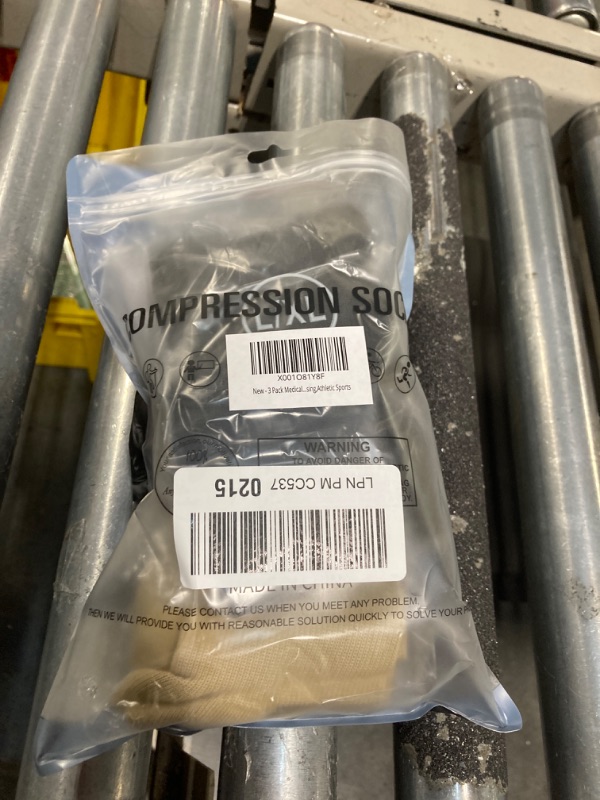 COMPRESSION SOC
L/XL
X001O81Y8F
New - 3 Pack Medical...sing,Athletic Sports
WARNING
TO AVOID DANGER OF
LPN PM CC537 0215
MADE IN CHINA
PLEASE CONTACT US WHEN YOU MEET ANY PROBLEM,
THEN WE WILL PROVIDE YOU WITH REASONABLE SOLUTION QUICKLY TO SOLVE YOUR